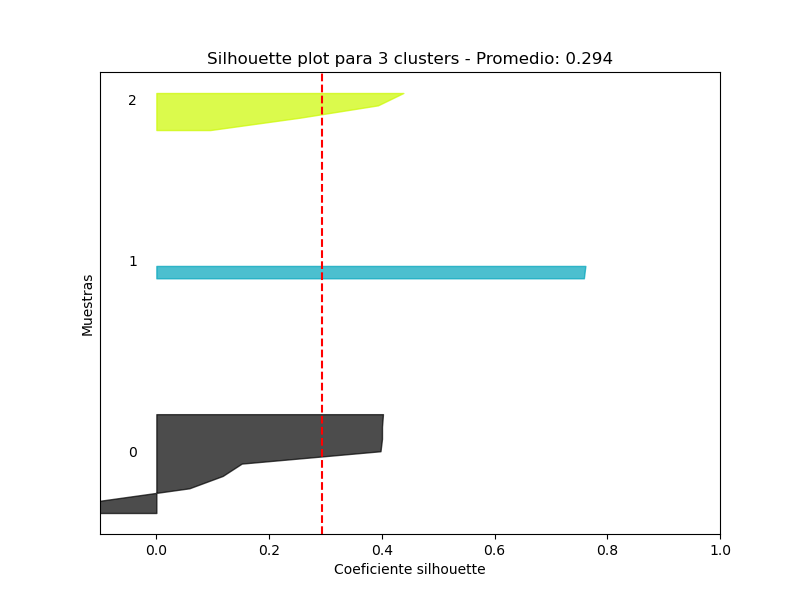 Silhouette plot para 3 clusters - Promedio: 0.294
2
1
0
Muestras
0.0 0.2 0.4 0.6 0.8 1.0
Coeficiente silhouette